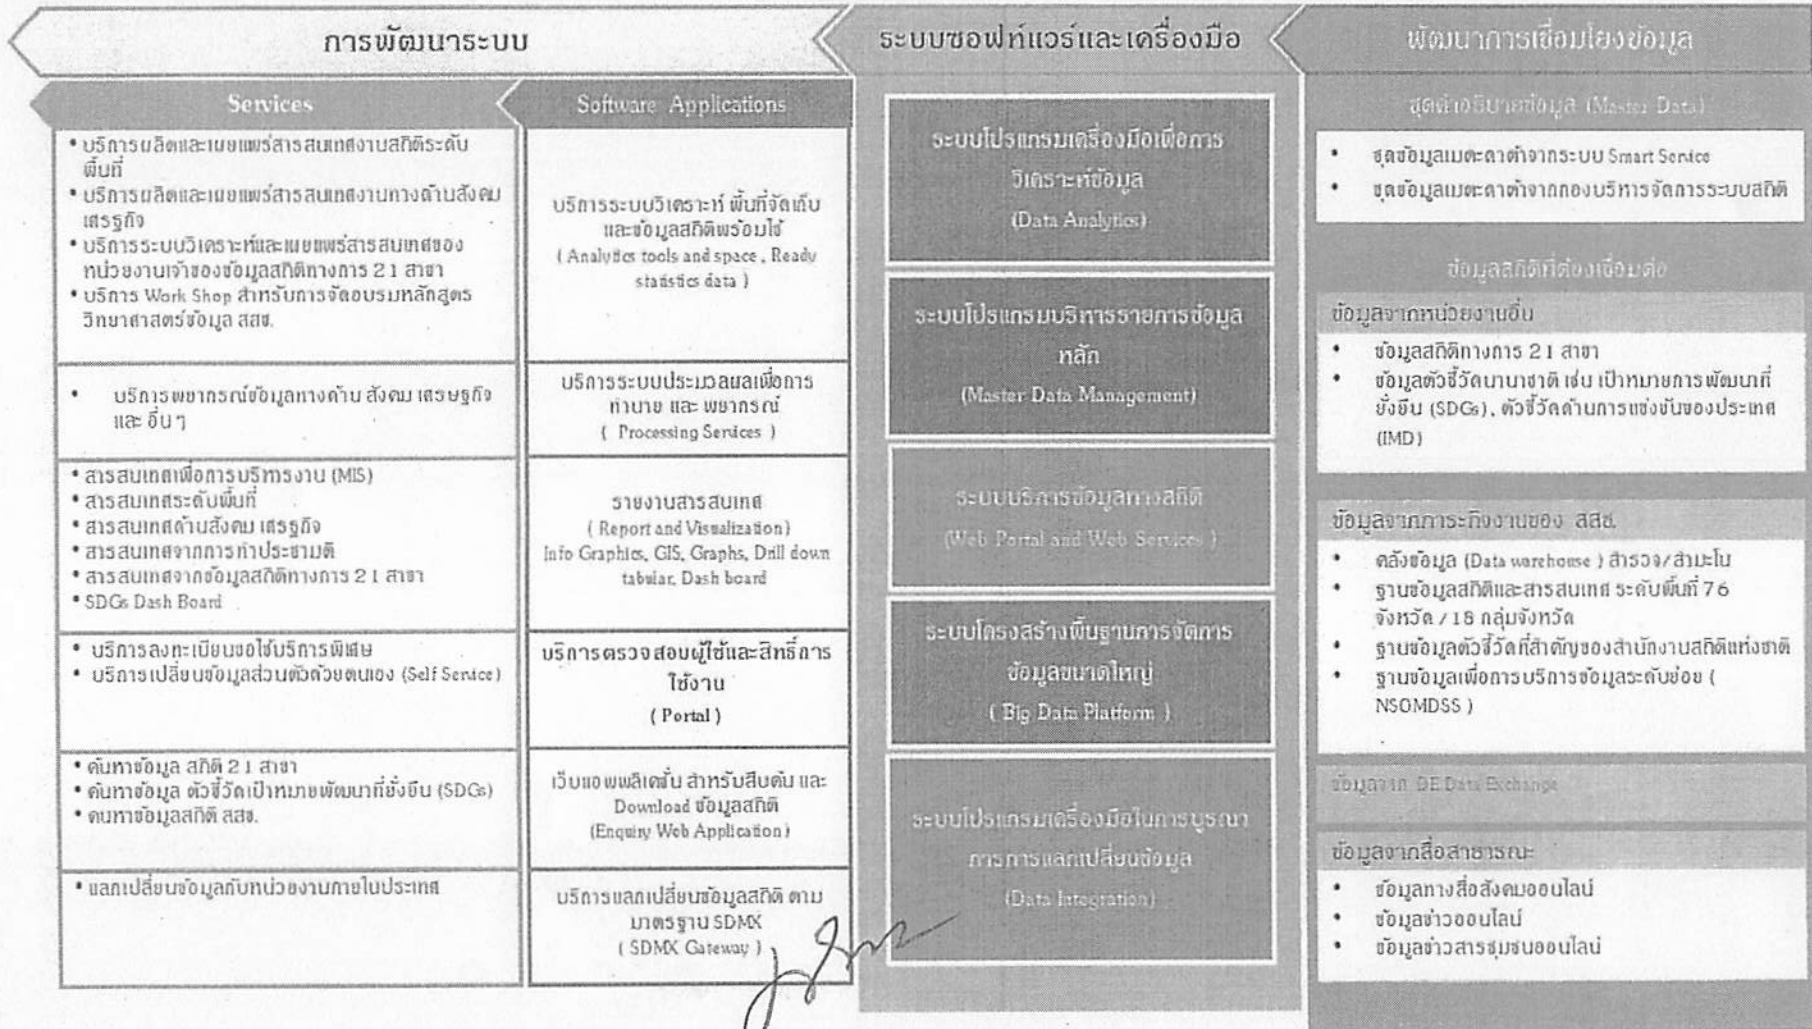 การพัฒนาระบบ
ระบบซอฟท์แวร์และเครื่องมือ
พัฒนาการเชื่อมโยงข้อมูล
Services
Software Applications
• บริการผลิตและเผยแพร่สารสนเทศงานสถิติระดับ
พื้นที่
• บริการผลิตและเผยแพร่สารสนเทศงานทางด้านสังคม
เศรฐกิจ
• บริการระบบวิเคราะห์และเผยแพร่สารสนเทศของ
หน่วยงานเจ้าของข้อมูลสถิติทางการ 21 สาขา
• บริการ Work Shop สำหรับการจัดอบรมหลักสูตร
วิทยาศาสตร์ข้อมูล สสช.
บริการระบบวิเคราะห์ พื้นที่จัดเก็บ
และข้อมูลสถิติพร้อมใช้
( Analytics tools and space , Ready
statistics data )
• บริการพยากรณ์ข้อมูลทางด้าน สังคม เศรษฐกิจ
และ อื่น ๆ
บริการระบบประมวลผลเพื่อการ
ทำนาย และ พยากรณ์
( Processing Services )
• สารสนเทศเพื่อการบริหารงาน (MIS)
• สารสนเทศระดับพื้นที่
• สารสนเทศด้านสังคม เศรฐกิจ
• สารสนเทศจากการทำประชามติ
• สารสนเทศจากข้อมูลสถิติทางการ 21 สาขา
• SDGs Dash Board
รายงานสารสนเทศ
( Report and Visualization)
Info Graphics, GIS, Graphs, Drill down
tabular, Dash board
• บริการลงทะเบียนขอใช้บริการพิเศษ
• บริการเปลี่ยนข้อมูลส่วนตัวด้วยตนเอง (Self Service)
บริการตรวจสอบผู้ใช้และสิทธิ์การ
ใช้งาน
( Portal )
• ค้นหาข้อมูล สถิติ 21 สาขา
• ค้นหาข้อมูล ตัวชี้วัดเป้าหมายพัฒนาที่ยั่งยืน (SDGs)
• คนหาข้อมูลสถิติ สสช.
เว็บแอพพลิเคชั่น สำหรับสืบค้น และ
Download ข้อมูลสถิติ
(Enquiry Web Application)
• แลกเปลี่ยนข้อมูลกับหน่วยงานภายในประเทศ
บริการแลกเปลี่ยนข้อมูลสถิติ ตาม
มาตรฐาน SDMX
( SDMX Gateway )
ระบบโปรแกรมเครื่องมือเพื่อการ
วิเคราะห์ข้อมูล
(Data Analytics)
ระบบโปรแกรมบริหารรายการข้อมูล
หลัก
(Master Data Management)
ระบบบริการข้อมูลทางสถิติ
(Web Portal and Web Services )
ระบบโครงสร้างพื้นฐานการจัดการ
ข้อมูลขนาดใหญ่
( Big Data Platform )
ระบบโปรแกรมเครื่องมือในการบูรณา
การการแลกเปลี่ยนข้อมูล
(Data Integration)
ชุดคำอธิบายข้อมูล (Master Data)
• ชุดข้อมูลเมตะดาต้าจากระบบ Smart Service
• ชุดข้อมูลเมตะดาต้าจากกองบริหารจัดการระบบสถิติ
ข้อมูลสถิติที่ต้องเชื่อมต่อ
ข้อมูลจากหน่วยงานอื่น
• ข้อมูลสถิติทางการ 21 สาขา
• ข้อมูลตัวชี้วัดนานาชาติ เช่น เป้าหมายการพัฒนาที่
ยั่งยืน (SDGs), ตัวชี้วัดด้านการแข่งขันของประเทศ
(IMD)
ข้อมูลจากภาระกิจงานของ สสช.
• คลังข้อมูล (Data warehouse ) สำรวจ/สำมะโน
• ฐานข้อมูลสถิติและสารสนเทศ ระดับพื้นที่ 76
จังหวัด / 18 กลุ่มจังหวัด
• ฐานข้อมูลตัวชี้วัดที่สำคัญของสำนักงานสถิติแห่งชาติ
• ฐานข้อมูลเพื่อการบริการข้อมูลระดับย่อย (
NSOMDSS )
ข้อมูลจาก DE Data Exchange
ข้อมูลจากสื่อสาธารณะ
• ข้อมูลทางสื่อสังคมออนไลน์
• ข้อมูลข่าวออนไลน์
• ข้อมูลข่าวสารชุมชนออนไลน์